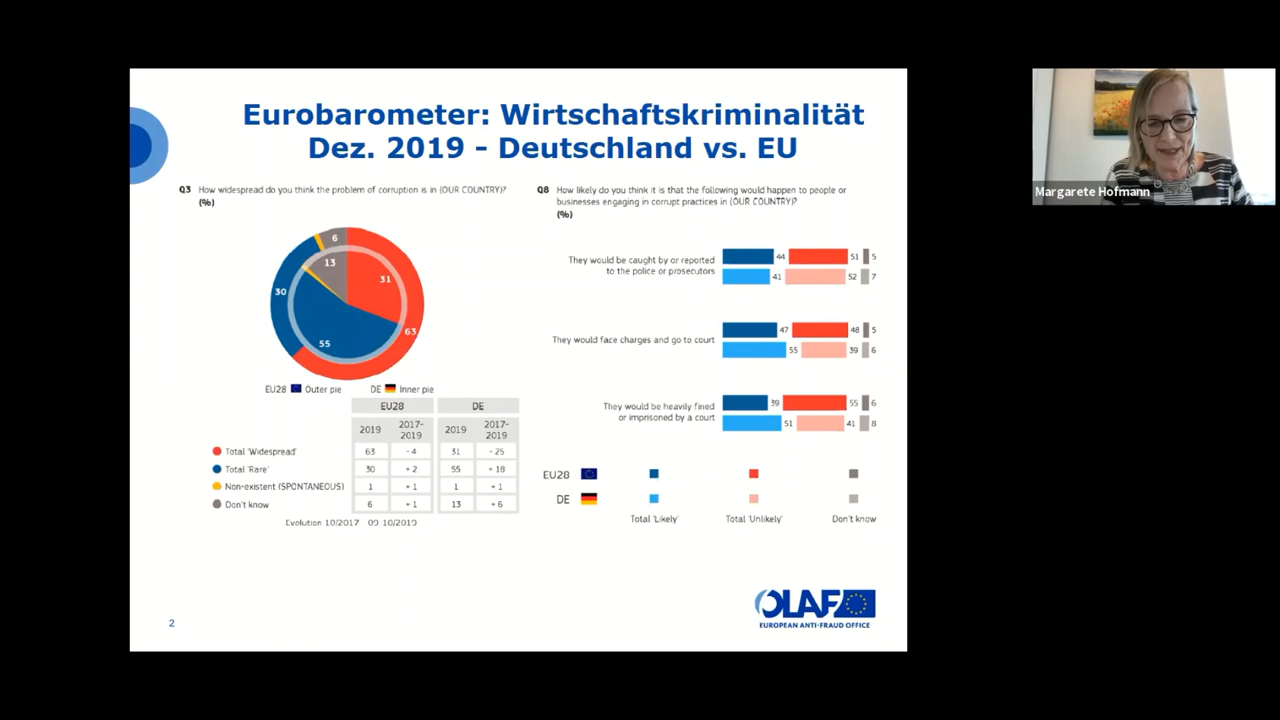 Eurobarometer: Wirtschaftskriminalität
Dez. 2019 - Deutschland vs. EU
Q3 How widespread do you think the problem of corruption is in (OUR COUNTRY)?
(%)
6
13
31
30
63
55
EU28 Outer pie DE Inner pie
EU28 DE
2019 2017-2019 2019 2017-2019
Total 'Widespread' 63 - 4 31 - 25
Total 'Rare' 30 + 2 55 + 18
Non-existent (SPONTANEOUS) 1 + 1 1 + 1
Don't know 6 + 1 13 + 6
Evolution 10/2017 09-10/2019
Q8 How likely do you think it is that the following would happen to people or
businesses engaging in corrupt practices in (OUR COUNTRY)?
(%)
They would be caught by or reported
to the police or prosecutors
44 51 5
41 52 7
They would face charges and go to court
47 48 5
55 39 6
They would be heavily fined
or imprisoned by a court
39 55 6
51 41 8
EU28
DE
Total 'Likely' Total 'Unlikely' Don't know
2
OLAF
EUROPEAN ANTI-FRAUD OFFICE
Margarete Hofmann